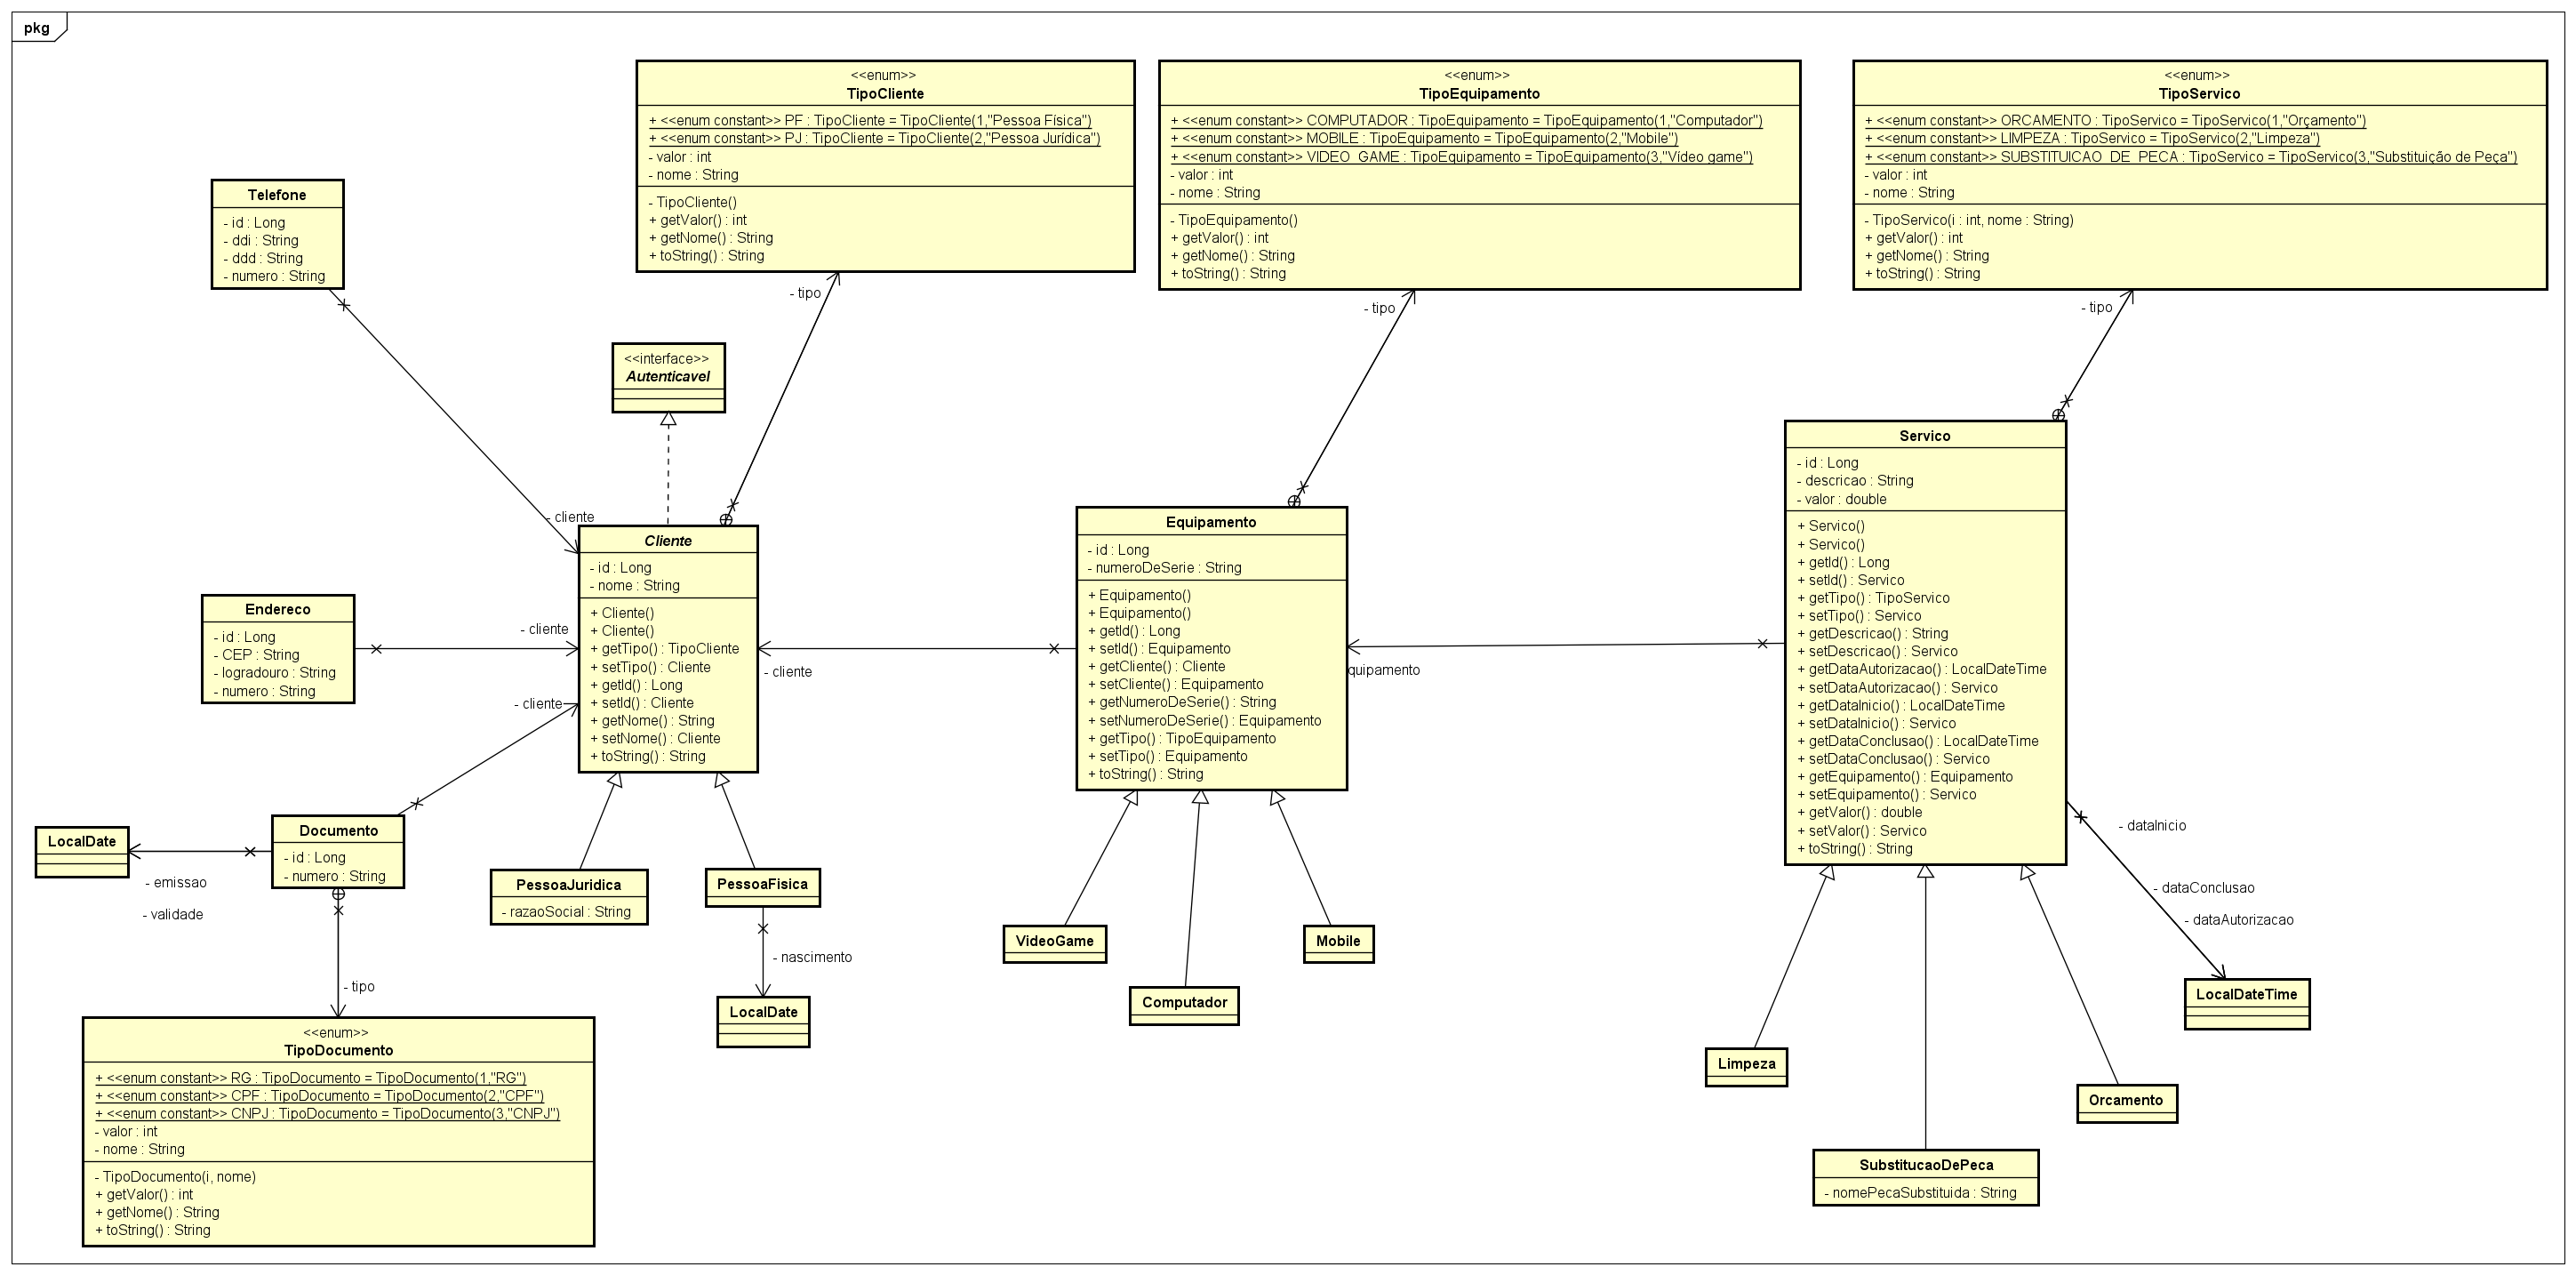 pkg
<<enum>>
TipoCliente
+ <<enum constant>> PF : TipoCliente = TipoCliente(1,"Pessoa Física")
+ <<enum constant>> PJ : TipoCliente = TipoCliente(2,"Pessoa Jurídica")
- valor : int
- nome : String
- TipoCliente()
+ getValor() : int
+ getNome() : String
+ toString() : String
<<enum>>
TipoEquipamento
+ <<enum constant>> COMPUTADOR : TipoEquipamento = TipoEquipamento(1,"Computador")
+ <<enum constant>> MOBILE : TipoEquipamento = TipoEquipamento(2,"Mobile")
+ <<enum constant>> VIDEO_GAME : TipoEquipamento = TipoEquipamento(3,"Vídeo game")
- valor : int
- nome : String
- TipoEquipamento()
+ getValor() : int
+ getNome() : String
+ toString() : String
<<enum>>
TipoServico
+ <<enum constant>> ORCAMENTO : TipoServico = TipoServico(1,"Orçamento")
+ <<enum constant>> LIMPEZA : TipoServico = TipoServico(2,"Limpeza")
+ <<enum constant>> SUBSTITUICAO_DE_PECA : TipoServico = TipoServico(3,"Substituição de Peça")
- valor : int
- nome : String
- TipoServico(i : int, nome : String)
+ getValor() : int
+ getNome() : String
+ toString() : String
Telefone
- id : Long
- ddi : String
- ddd : String
- numero : String
- tipo
- tipo
- tipo
<<interface>>
Autenticavel
- cliente
Cliente
- id : Long
- nome : String
+ Cliente()
+ Cliente()
+ getTipo() : TipoCliente
+ setTipo() : Cliente
+ getId() : Long
+ setId() : Cliente
+ getNome() : String
+ setNome() : Cliente
+ toString() : String
Equipamento
- id : Long
- numeroDeSerie : String
+ Equipamento()
+ Equipamento()
+ getId() : Long
+ setId() : Equipamento
+ getCliente() : Cliente
+ setCliente() : Equipamento
+ getNumeroDeSerie() : String
+ setNumeroDeSerie() : Equipamento
+ getTipo() : TipoEquipamento
+ setTipo() : Equipamento
+ toString() : String
Servico
- id : Long
- descricao : String
- valor : double
+ Servico()
+ Servico()
+ getId() : Long
+ setId() : Servico
+ getTipo() : TipoServico
+ setTipo() : Servico
+ getDescricao() : String
+ setDescricao() : Servico
+ getDataAutorizacao() : LocalDateTime
+ setDataAutorizacao() : Servico
+ getDataInicio() : LocalDateTime
+ setDataInicio() : Servico
+ getDataConclusao() : LocalDateTime
+ setDataConclusao() : Servico
+ getEquipamento() : Equipamento
+ setEquipamento() : Servico
+ getValor() : double
+ setValor() : Servico
+ toString() : String
Endereco
- id : Long
- CEP : String
- logradouro : String
- numero : String
- cliente
- cliente
- cliente
quipamento
LocalDate
Documento
- id : Long
- numero : String
- emissao
- validade
- tipo
PessoaJuridica
- razaoSocial : String
PessoaFisica
- nascimento
LocalDate
VideoGame
Computador
Mobile
- dataInicio
- dataConclusao
- dataAutorizacao
LocalDateTime
<<enum>>
TipoDocumento
+ <<enum constant>> RG : TipoDocumento = TipoDocumento(1,"RG")
+ <<enum constant>> CPF : TipoDocumento = TipoDocumento(2,"CPF")
+ <<enum constant>> CNPJ : TipoDocumento = TipoDocumento(3,"CNPJ")
- valor : int
- nome : String
- TipoDocumento(i, nome)
+ getValor() : int
+ getNome() : String
+ toString() : String
Limpeza
Orcamento
SubstitucaoDePeca
- nomePecaSubstituida : String